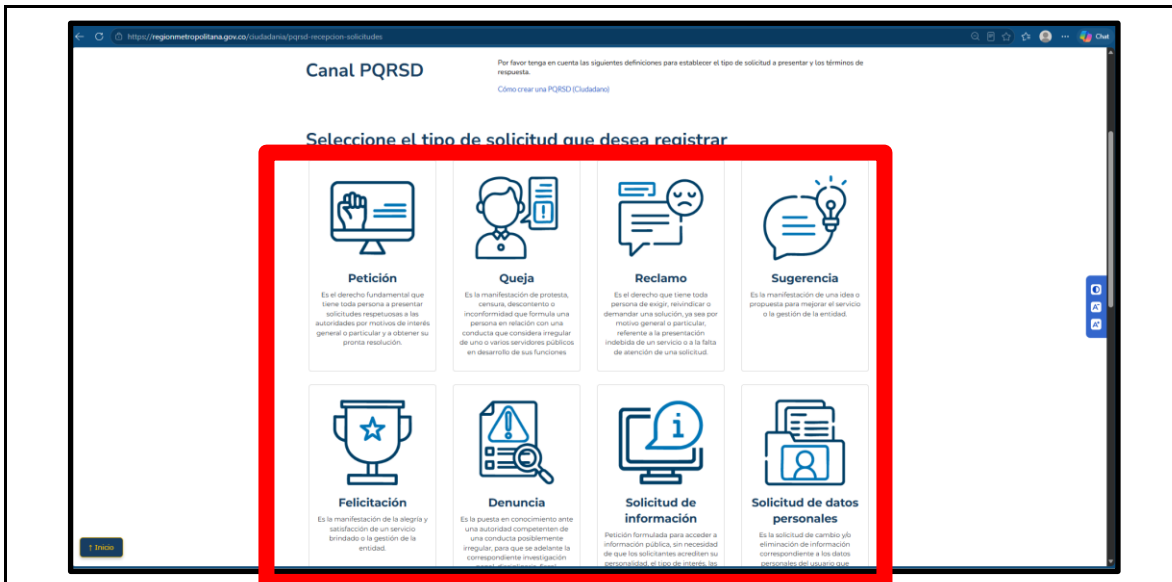 https://regionmetropolitana.gov.co/ciudadania/pqrsd-recepcion-solicitudes
Chat
Canal PQRSD
Por favor tenga en cuenta las siguientes definiciones para establecer el tipo de solicitud a presentar y los términos de
respuesta.
Cómo crear una PQRSD (Ciudadano)
Seleccione el tipo de solicitud que desea registrar
Petición
Es el derecho fundamental que
tiene toda persona a presentar
solicitudes respetuosas a las
autoridades por motivos de interés
general o particular y a obtener su
pronta resolución.
Queja
Es la manifestación de protesta,
censura, descontento o
inconformidad que formula una
persona en relación con una
conducta que considera irregular
de uno o varios servidores públicos
en desarrollo de sus funciones
Reclamo
Es el derecho que tiene toda
persona de exigir, reivindicar o
demandar una solución, ya sea por
motivo general o particular,
referente a la presentación
indebida de un servicio o a la falta
de atención de una solicitud.
Sugerencia
Es la manifestación de una idea o
propuesta para mejorar el servicio
o la gestión de la entidad.
Felicitación
Es la manifestación de la alegría y
satisfacción de un servicio
brindado o la gestión de la
entidad.
Denuncia
Es la puesta en conocimiento ante
una autoridad competenten de
una conducta posiblemente
irregular, para que se adelante la
correspondiente investigación
Solicitud de
información
Petición formulada para acceder a
información pública, sin necesidad
de que los solicitantes acrediten su
personalidad, el tipo de interés, las
Solicitud de datos
personales
Es la solicitud de cambio y/o
eliminación de información
correspondiente a los datos
personales del usuario que
↑ Inicio